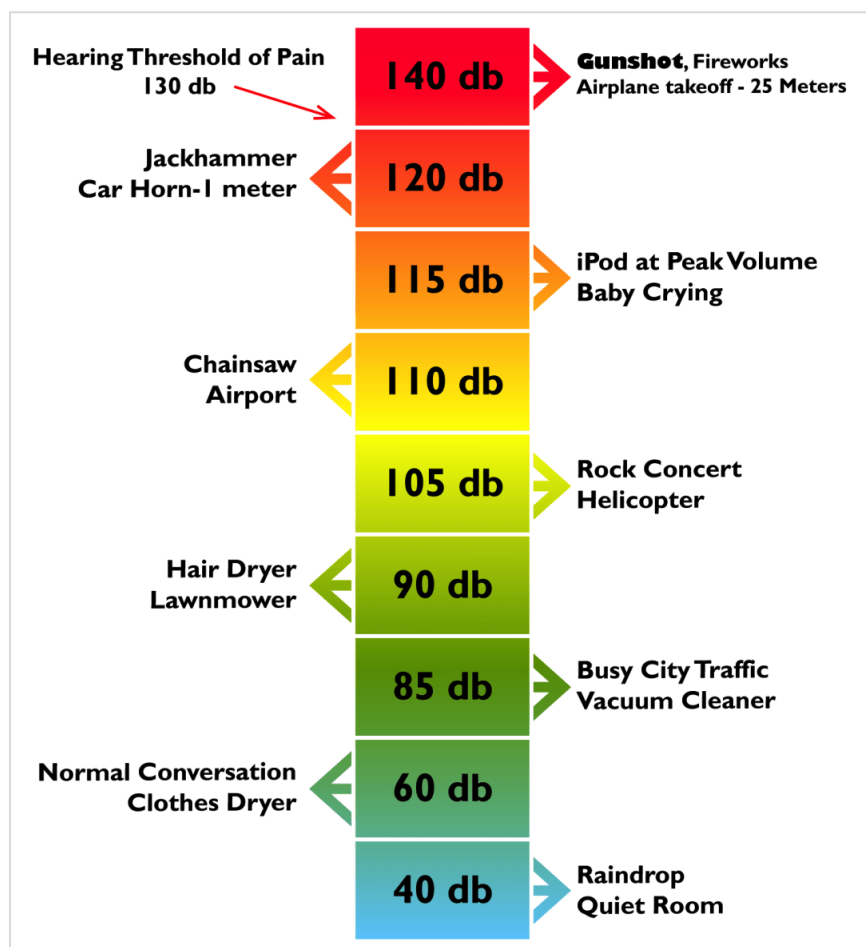 Hearing Threshold of Pain
130 db
140 db
Gunshot, Fireworks
Airplane takeoff - 25 Meters
Jackhammer
Car Horn-1 meter
120 db
115 db
iPod at Peak Volume
Baby Crying
Chainsaw
Airport
110 db
105 db
Rock Concert
Helicopter
Hair Dryer
Lawnmower
90 db
85 db
Busy City Traffic
Vacuum Cleaner
Normal Conversation
Clothes Dryer
60 db
40 db
Raindrop
Quiet Room